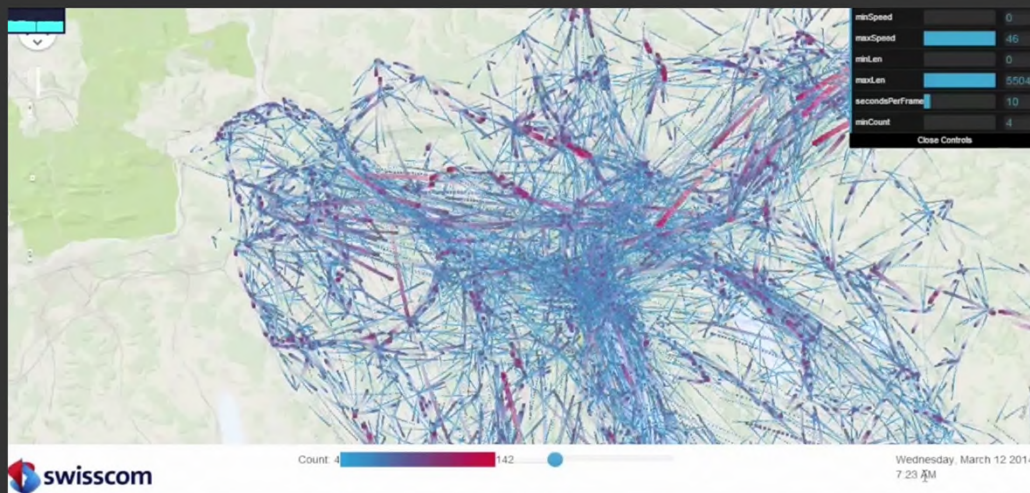 minSpeed 0
maxSpeed 46
minLen 0
maxLen 5504
secondsPerFrame 10
minCount 4
Close Controls
Count: 4 142
swisscom
Wednesday, March 12 2014
7:23 AM